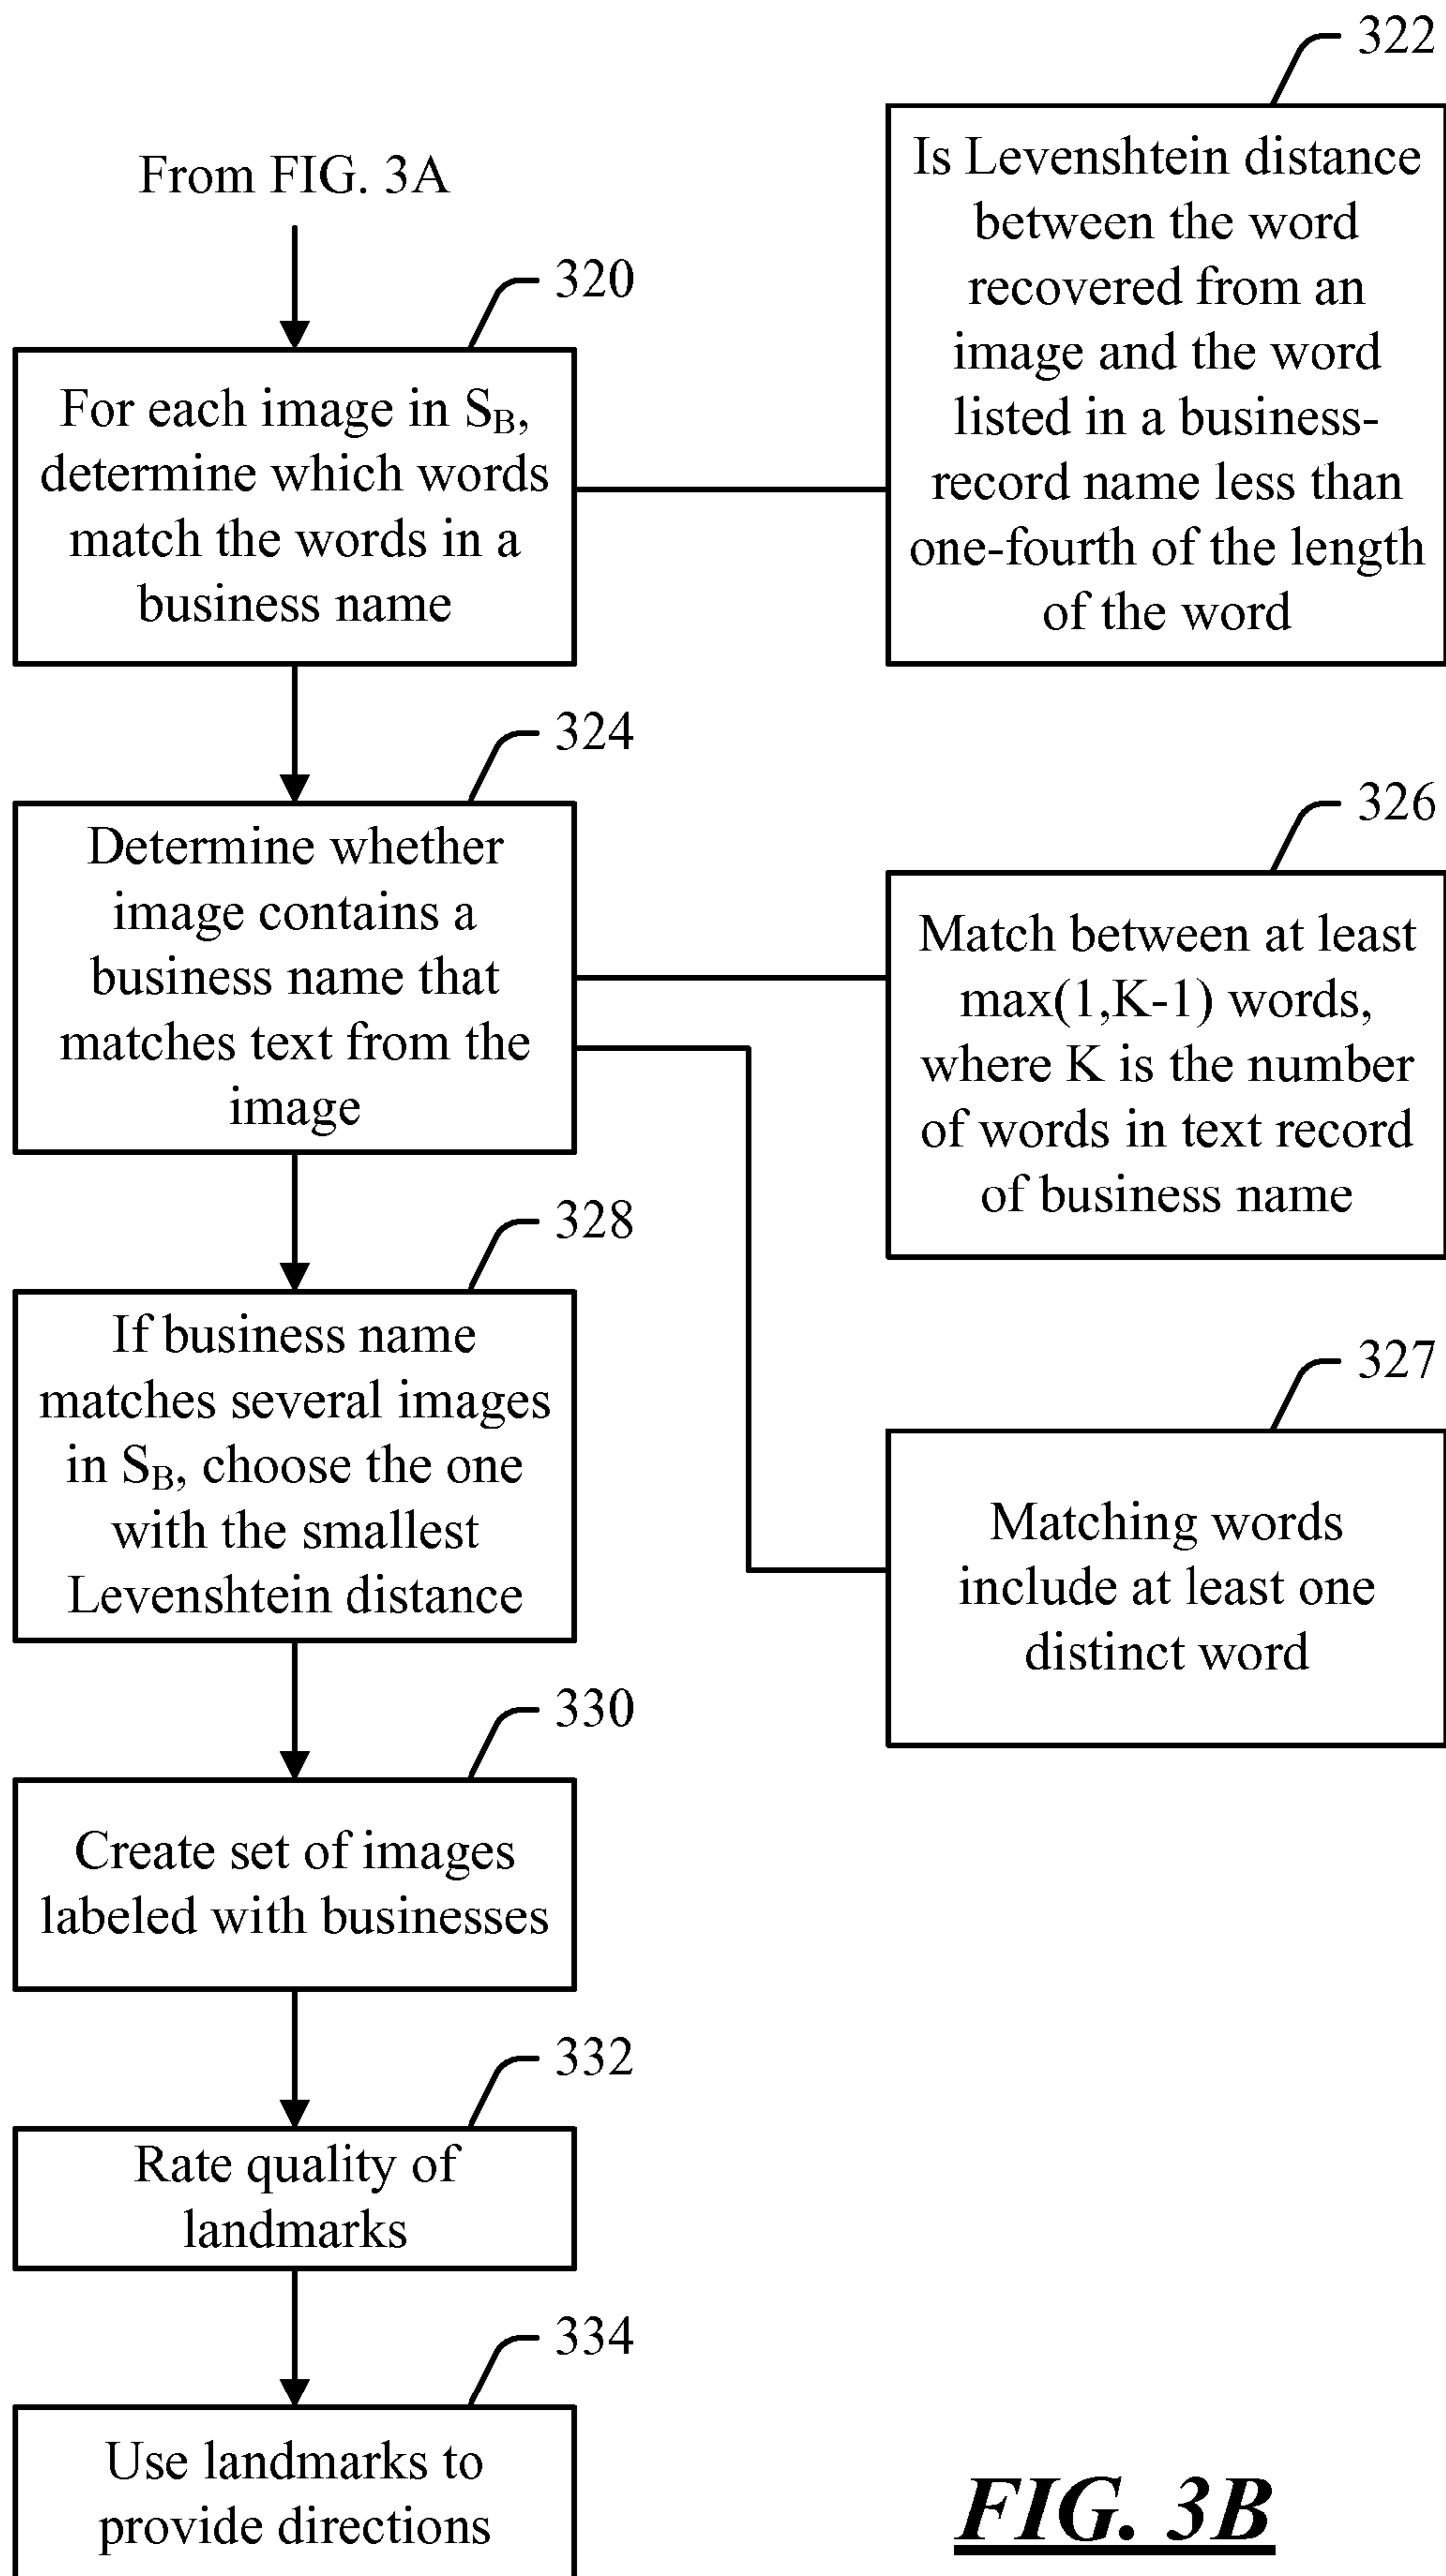 From FIG. 3A
320
For each image in S_B,
determine which words
match the words in a
business name
322
Is Levenshtein distance
between the word
recovered from an
image and the word
listed in a business-
record name less than
one-fourth of the length
of the word
324
Determine whether
image contains a
business name that
matches text from the
image
326
Match between at least
max(1,K-1) words,
where K is the number
of words in text record
of business name
327
Matching words
include at least one
distinct word
328
If business name
matches several images
in S_B, choose the one
with the smallest
Levenshtein distance
330
Create set of images
labeled with businesses
332
Rate quality of
landmarks
334
Use landmarks to
provide directions
FIG. 3B